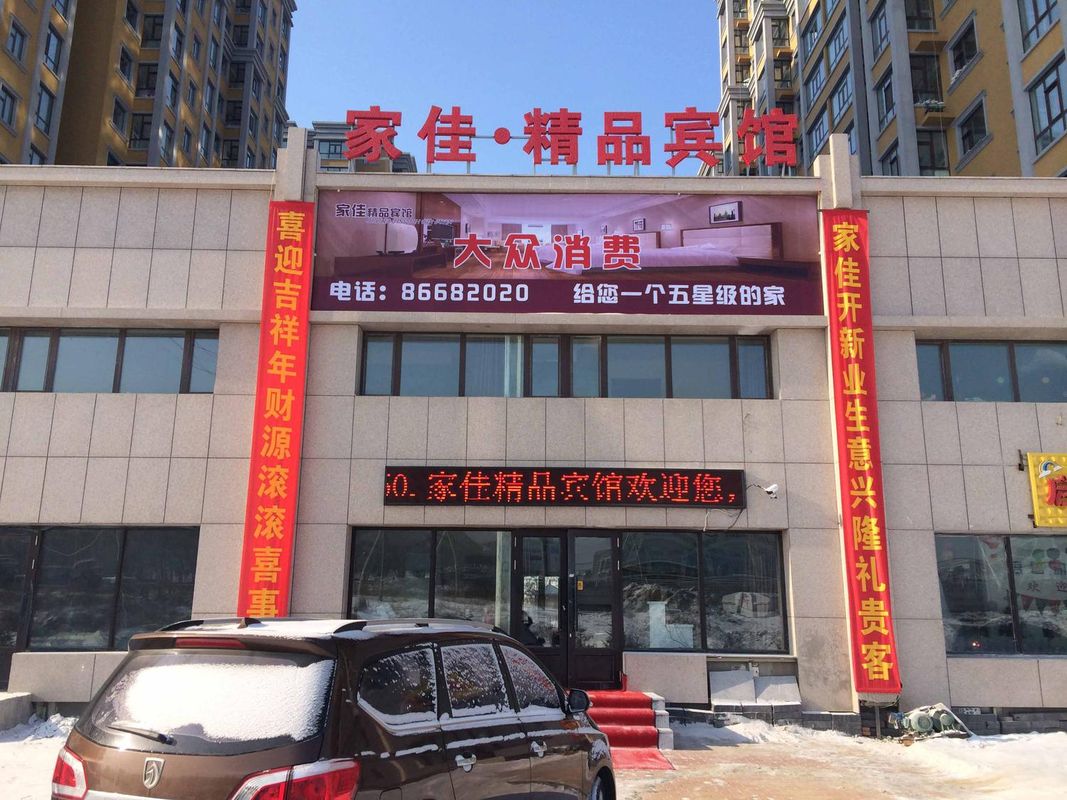 家佳·精品宾馆
家佳精品宾馆
大众消费
电话：86682020 给您一个五星级的家
喜迎吉祥年财源滚滚喜事
家佳开新业生意兴隆礼贵客
60. 家佳精品宾馆欢迎您，